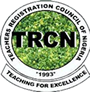 TEACHERS REGISTRATION COUNCIL OF NIGERIA
TRCN
"1993"
TEACHING FOR EXCELLENCE